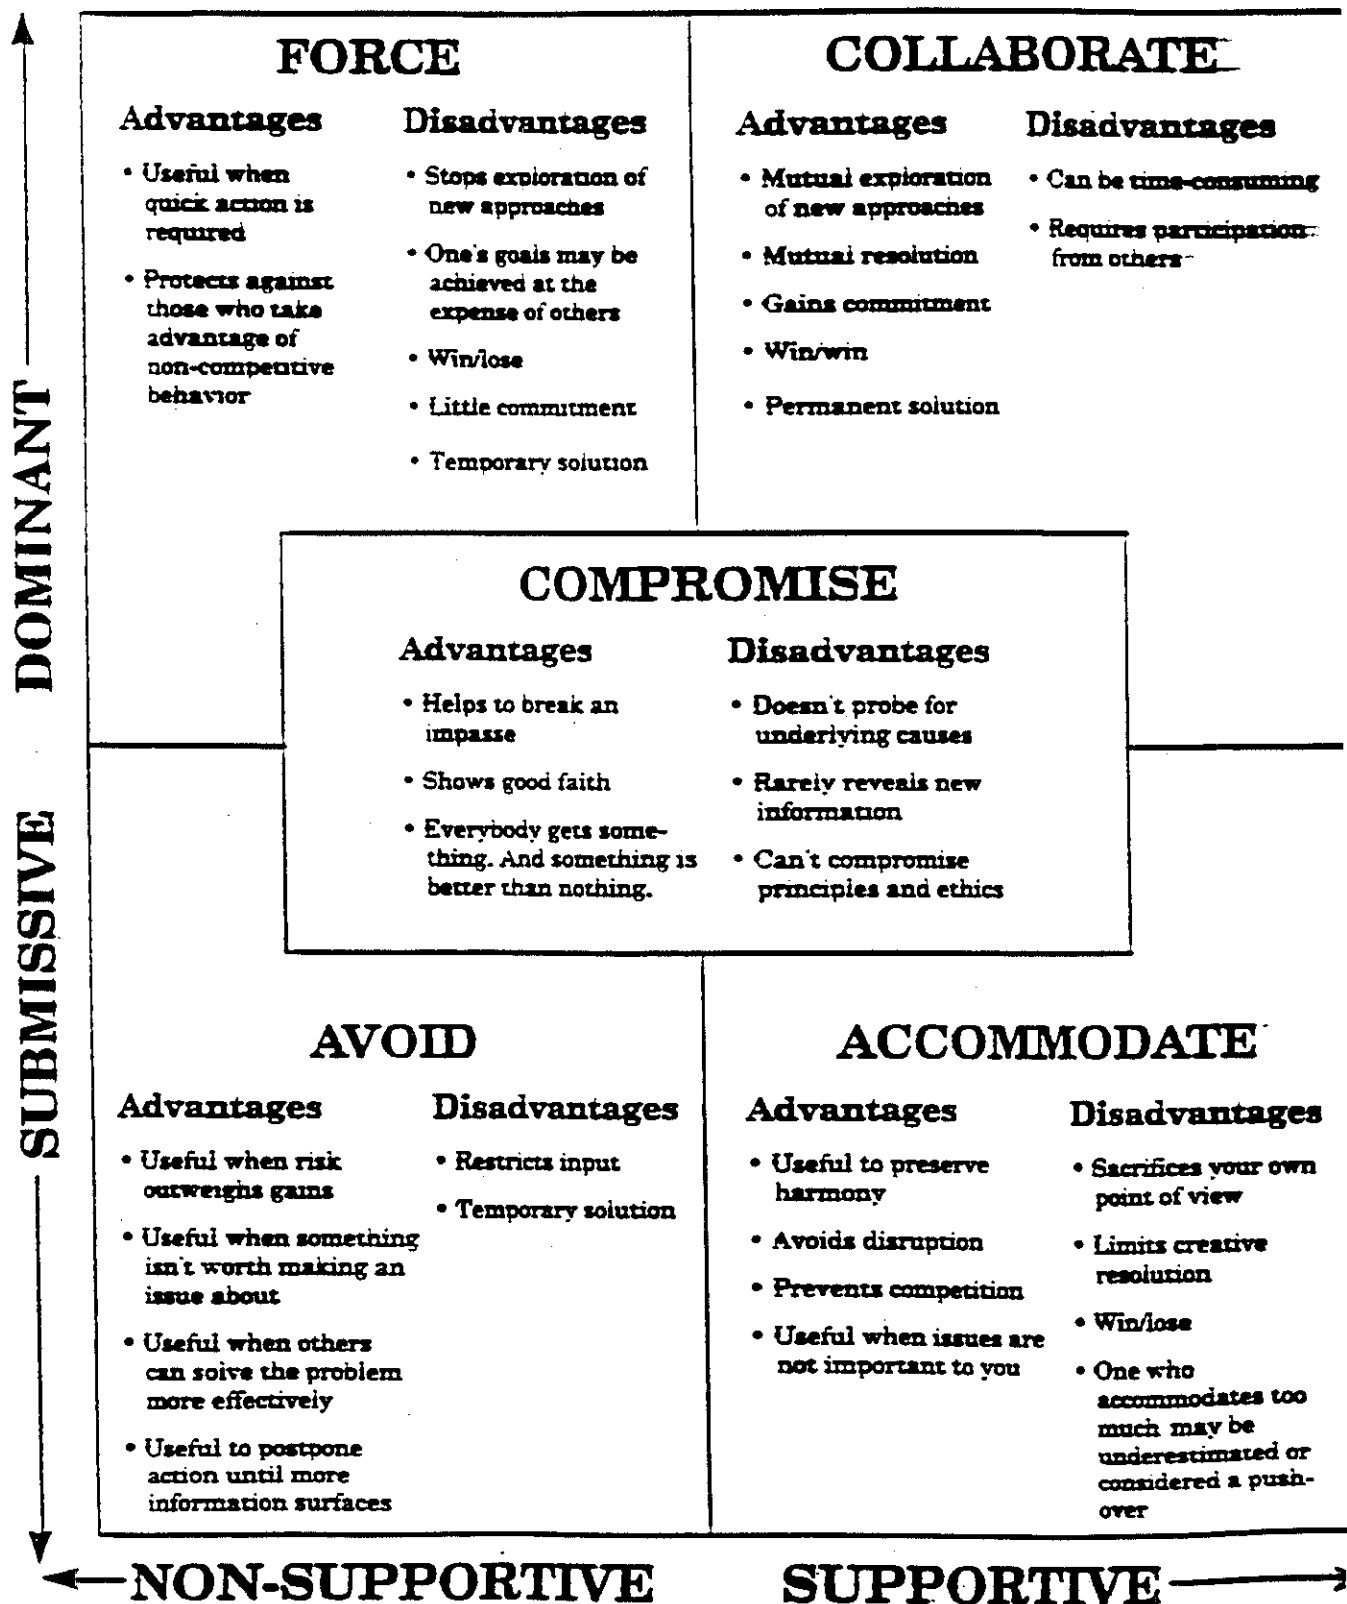 FORCE
Advantages
• Useful when
quick action is
required
• Protects against
those who take
advantage of
non-competitive
behavior
Disadvantages
• Stops exploration of
new approaches
• One's goals may be
achieved at the
expense of others
• Win/lose
• Little commitment
• Temporary solution
COLLABORATE
Advantages
• Mutual exploration
of new approaches
• Mutual resolution
• Gains commitment
• Win/win
• Permanent solution
Disadvantages
• Can be time-consuming
• Requires participation
from others
DOMINANT
COMPROMISE
Advantages
• Helps to break an
impasse
• Shows good faith
• Everybody gets some-
thing. And something is
better than nothing.
Disadvantages
• Doesn't probe for
underlying causes
• Rarely reveals new
information
• Can't compromise
principles and ethics
SUBMISSIVE
AVOID
Advantages
• Useful when risk
outweighs gains
• Useful when something
isn't worth making an
issue about
• Useful when others
can solve the problem
more effectively
• Useful to postpone
action until more
information surfaces
Disadvantages
• Restricts input
• Temporary solution
ACCOMMODATE
Advantages
• Useful to preserve
harmony
• Avoids disruption
• Prevents competition
• Useful when issues are
not important to you
Disadvantages
• Sacrifices your own
point of view
• Limits creative
resolution
• Win/lose
• One who
accommodates too
much may be
underestimated or
considered a push-
over
NON-SUPPORTIVE
SUPPORTIVE